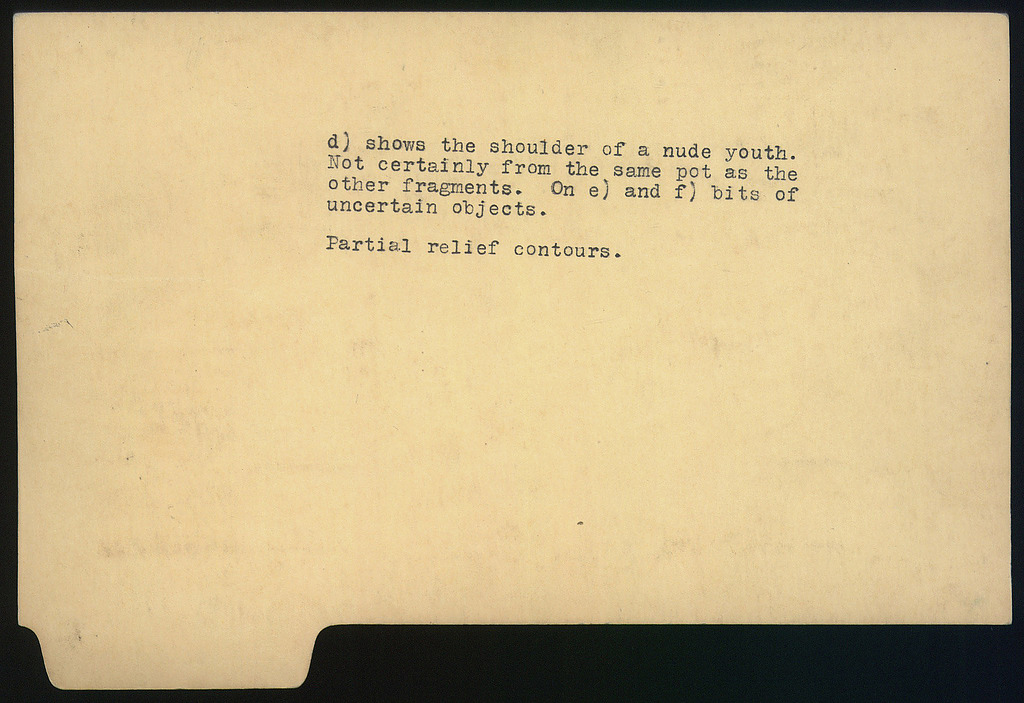 d) shows the shoulder of a nude youth.
Not certainly from the same pot as the
other fragments.  On e) and f) bits of
uncertain objects.
Partial relief contours.